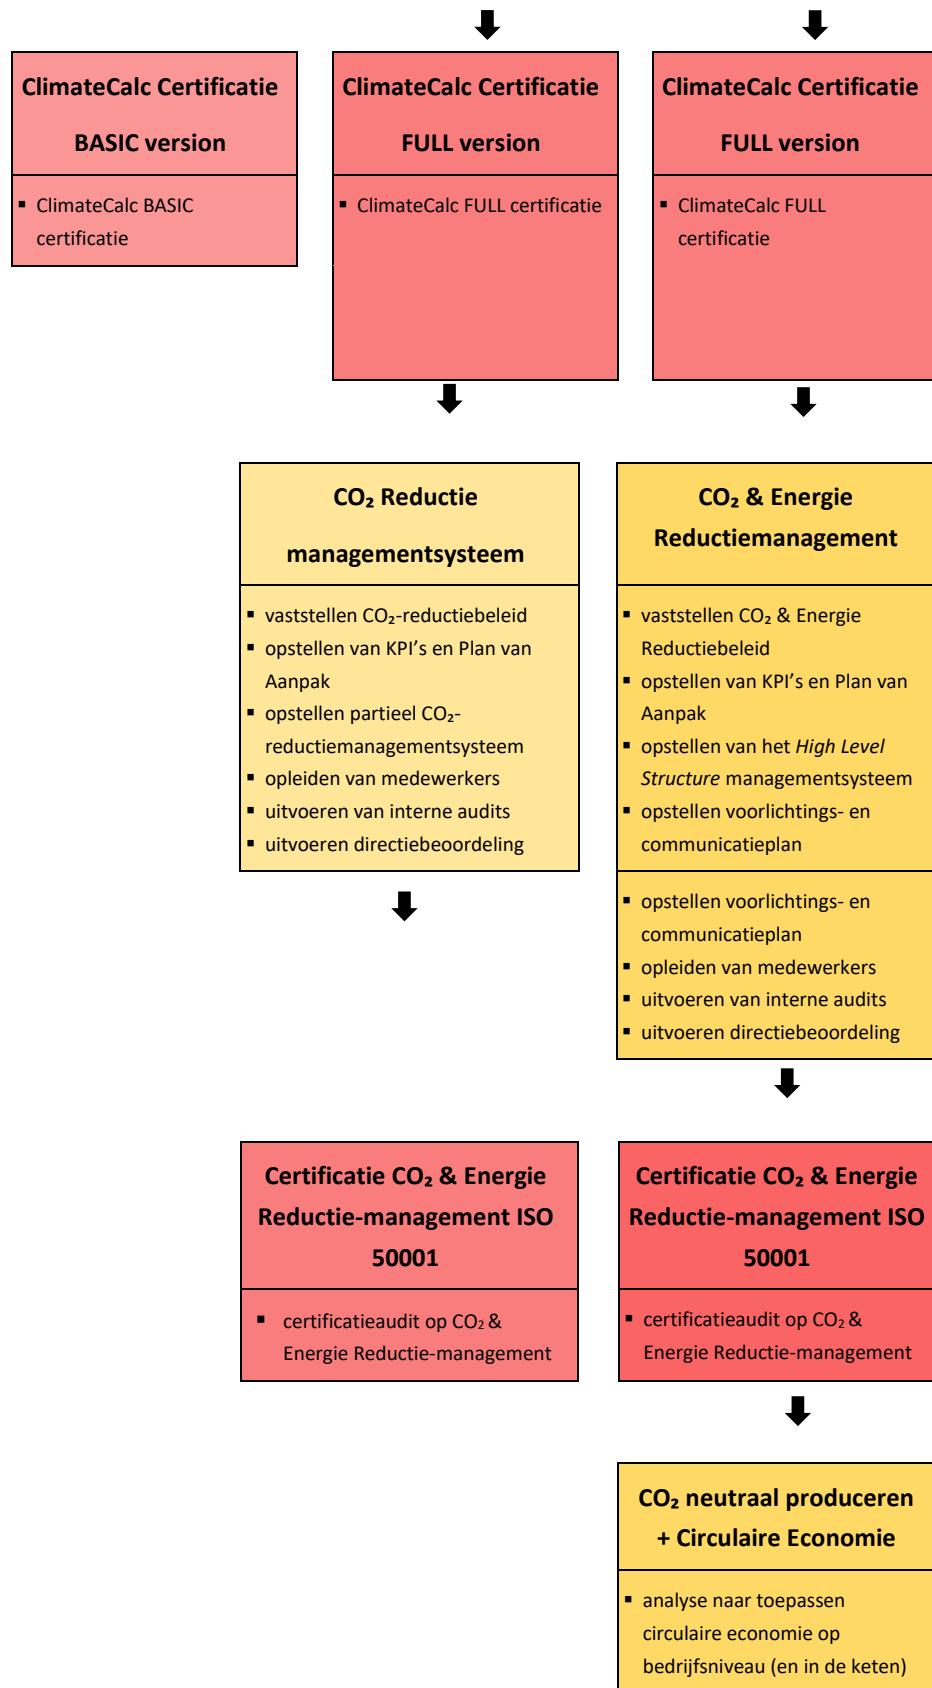 ClimateCalc Certificatie
BASIC version
▪ ClimateCalc BASIC
certificatie
ClimateCalc Certificatie
FULL version
▪ ClimateCalc FULL certificatie
ClimateCalc Certificatie
FULL version
▪ ClimateCalc FULL
certificatie
CO₂ Reductie
managementsysteem
▪ vaststellen CO₂-reductiebeleid
▪ opstellen van KPI's en Plan van
Aanpak
▪ opstellen partieel CO₂-
reductiemanagementsysteem
▪ opleiden van medewerkers
▪ uitvoeren van interne audits
▪ uitvoeren directiebeoordeling
CO₂ & Energie
Reductiemanagement
▪ vaststellen CO₂ & Energie
Reductiebeleid
▪ opstellen van KPI's en Plan van
Aanpak
▪ opstellen van het High Level
Structure managementsysteem
▪ opstellen voorlichtings- en
communicatieplan
▪ opstellen voorlichtings- en
communicatieplan
▪ opleiden van medewerkers
▪ uitvoeren van interne audits
▪ uitvoeren directiebeoordeling
Certificatie CO₂ & Energie
Reductie-management ISO
50001
▪ certificatieaudit op CO₂ &
Energie Reductie-management
Certificatie CO₂ & Energie
Reductie-management ISO
50001
▪ certificatieaudit op CO₂ &
Energie Reductie-management
CO₂ neutraal produceren
+ Circulaire Economie
▪ analyse naar toepassen
circulaire economie op
bedrijfsniveau (en in de keten)